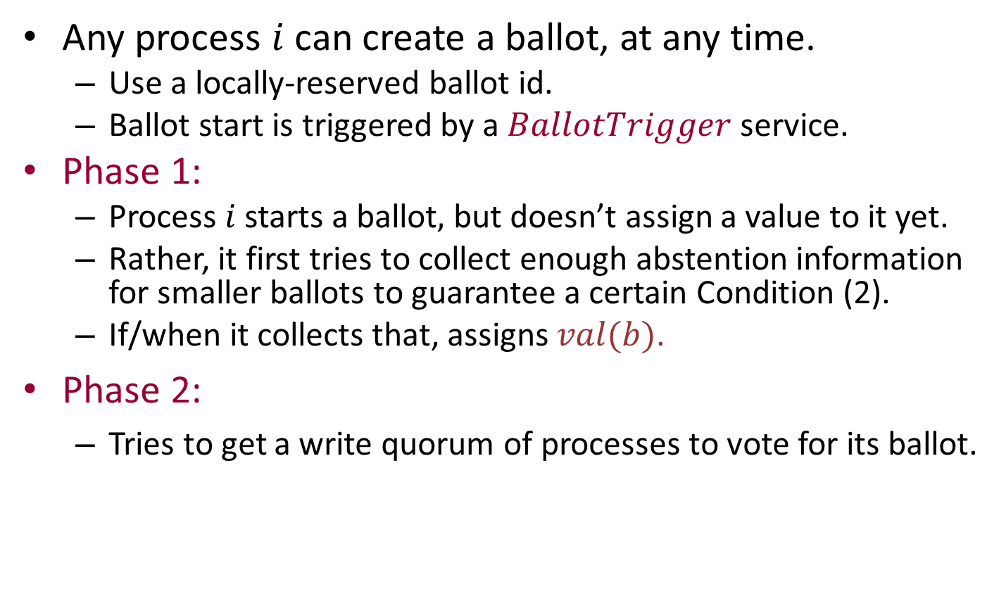 • Any process i can create a ballot, at any time.
– Use a locally-reserved ballot id.
– Ballot start is triggered by a BallotTrigger service.
• Phase 1:
– Process i starts a ballot, but doesn’t assign a value to it yet.
– Rather, it first tries to collect enough abstention information
for smaller ballots to guarantee a certain Condition (2).
– If/when it collects that, assigns val(b).
• Phase 2:
– Tries to get a write quorum of processes to vote for its ballot.